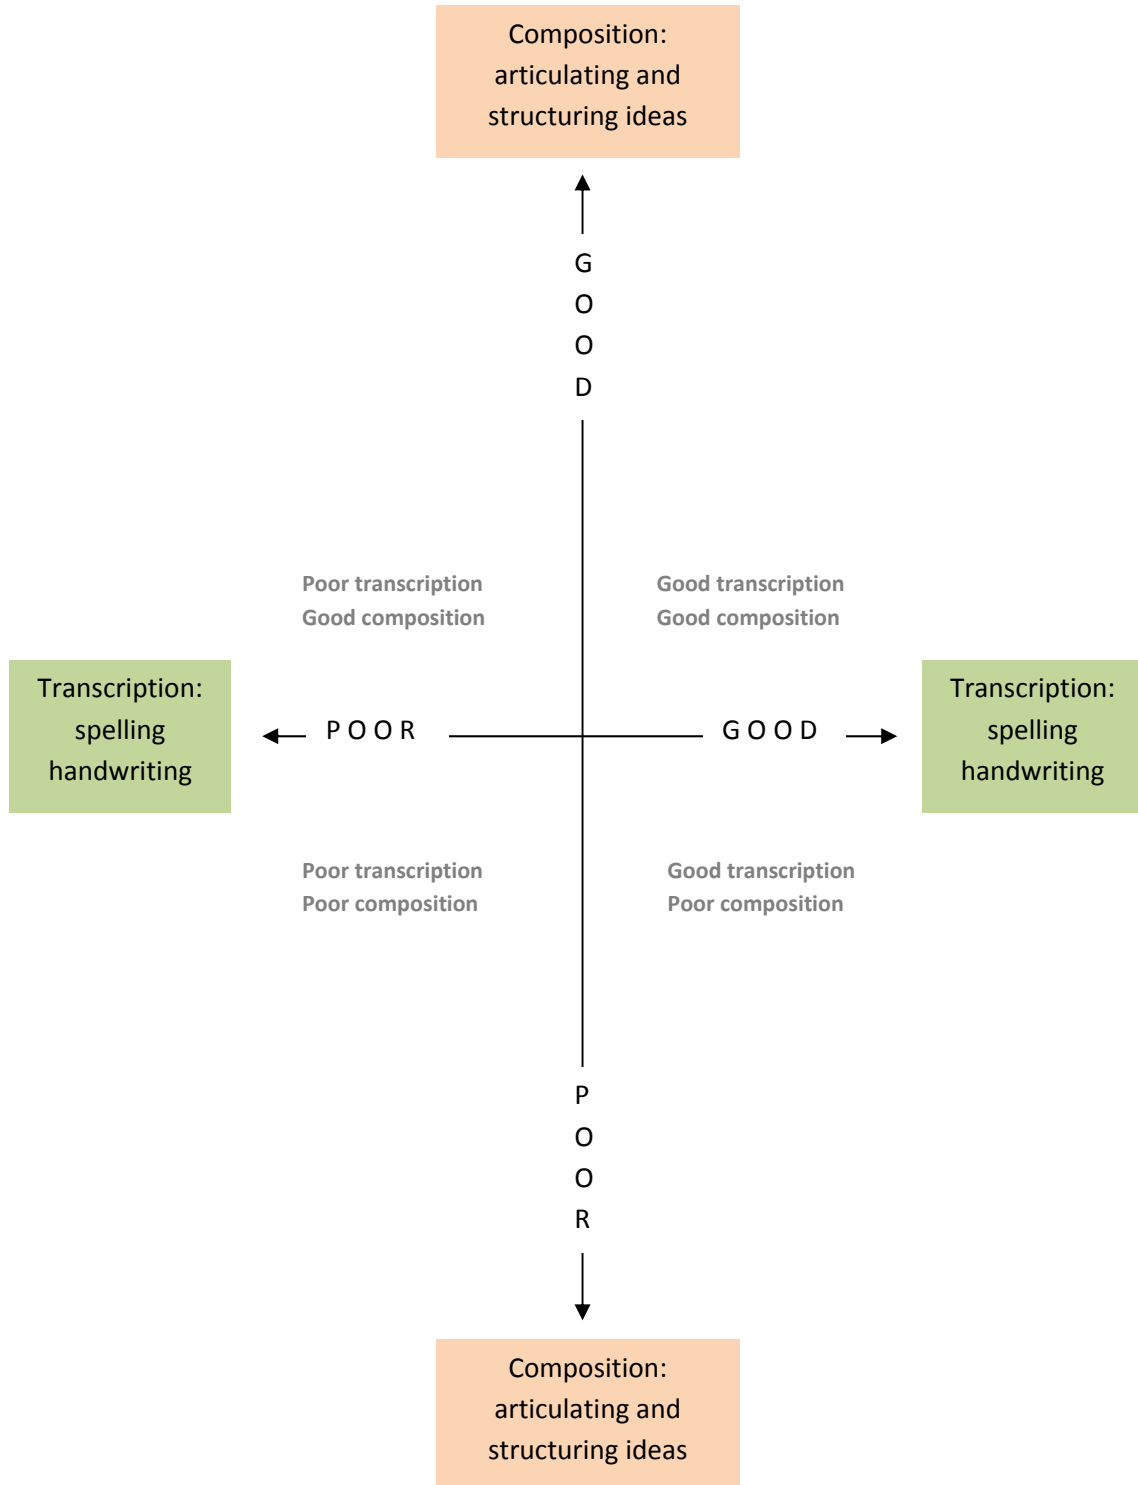 Composition:
articulating and
structuring ideas
G
O
O
D
Poor transcription
Good composition
Good transcription
Good composition
Transcription:
spelling
handwriting
P O O R
G O O D
Transcription:
spelling
handwriting
Poor transcription
Poor composition
Good transcription
Poor composition
P
O
O
R
Composition:
articulating and
structuring ideas